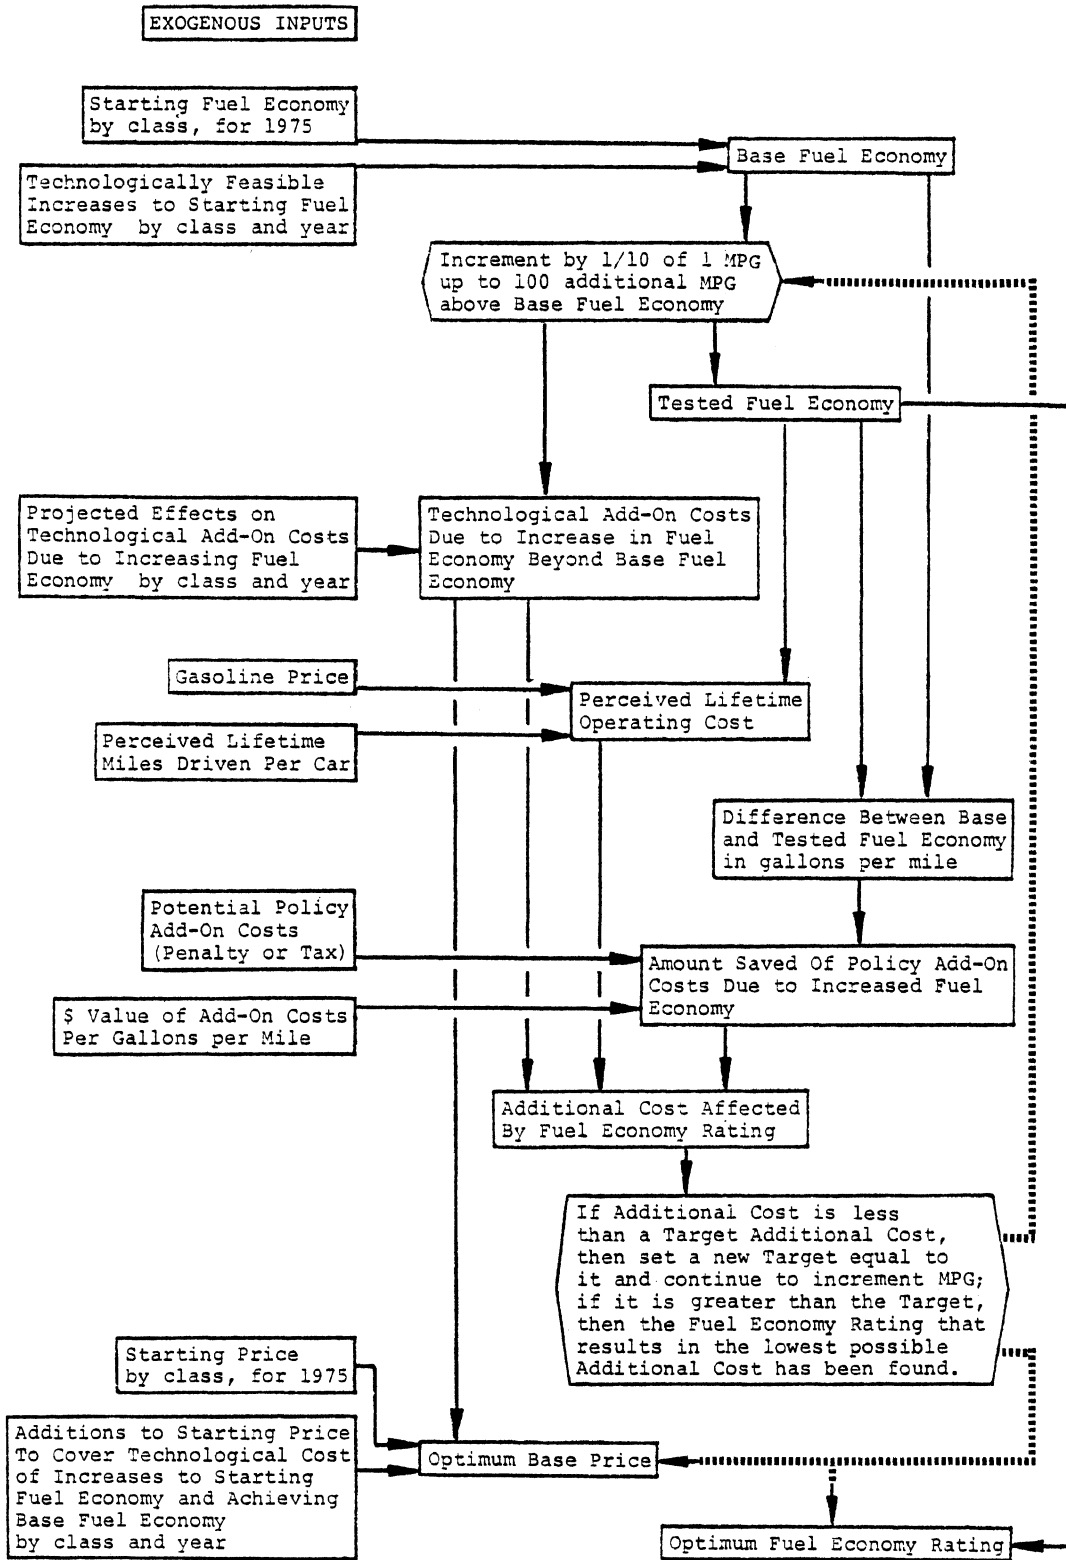 EXOGENOUS INPUTS
Starting Fuel Economy
by class, for 1975
Base Fuel Economy
Technologically Feasible
Increases to Starting Fuel
Economy by class and year
Increment by 1/10 of 1 MPG
up to 100 additional MPG
above Base Fuel Economy
Tested Fuel Economy
Projected Effects on
Technological Add-On Costs
Due to Increasing Fuel
Economy by class and year
Technological Add-On Costs
Due to Increase in Fuel
Economy Beyond Base Fuel
Economy
Gasoline Price
Perceived Lifetime
Operating Cost
Perceived Lifetime
Miles Driven Per Car
Difference Between Base
and Tested Fuel Economy
in gallons per mile
Potential Policy
Add-On Costs
(Penalty or Tax)
Amount Saved Of Policy Add-On
Costs Due to Increased Fuel
Economy
$ Value of Add-On Costs
Per Gallons per Mile
Additional Cost Affected
By Fuel Economy Rating
If Additional Cost is less
than a Target Additional Cost,
then set a new Target equal to
it and continue to increment MPG;
if it is greater than the Target,
then the Fuel Economy Rating that
results in the lowest possible
Additional Cost has been found.
Starting Price
by class, for 1975
Additions to Starting Price
To Cover Technological Cost
of Increases to Starting
Fuel Economy and Achieving
Base Fuel Economy
by class and year
Optimum Base Price
Optimum Fuel Economy Rating